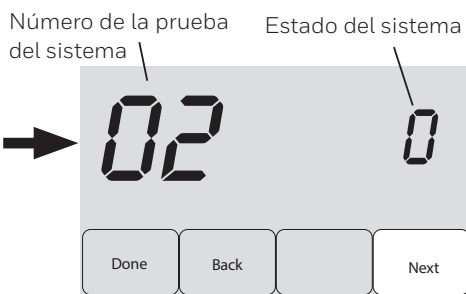 Número de la prueba
del sistema
Estado del sistema
02
0
Done
Back
Next